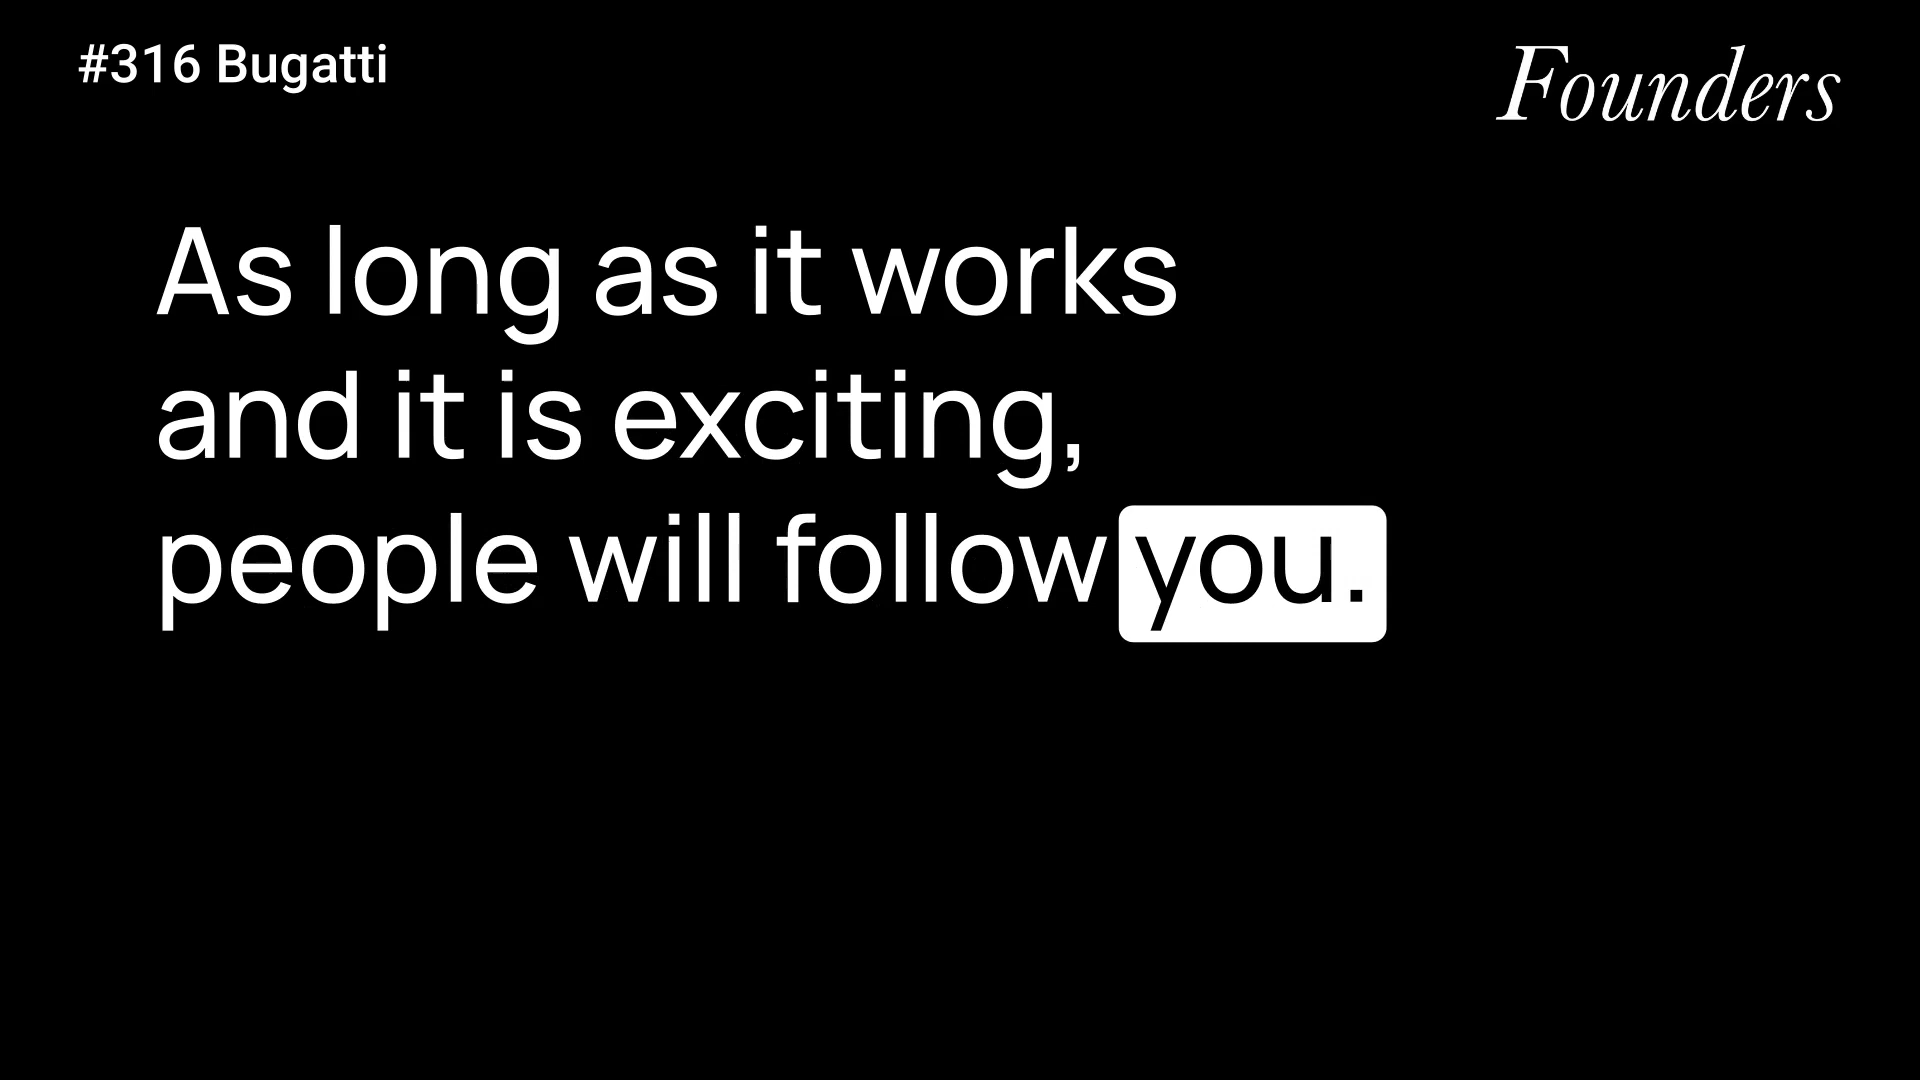 #316 Bugatti
Founders
As long as it works
and it is exciting,
people will follow you.